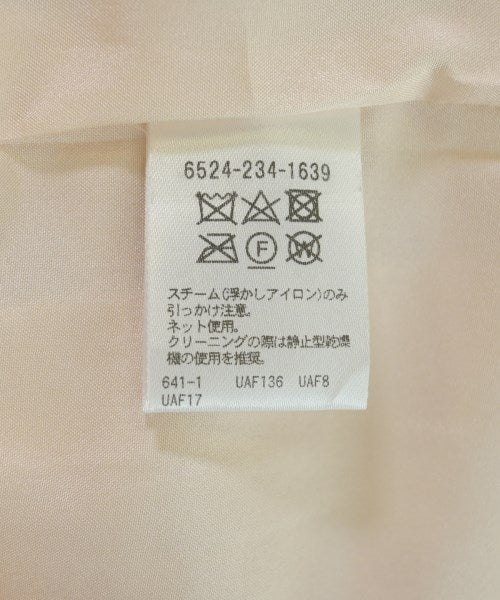 6524-234-1639
F W
スチーム(浮かしアイロン)のみ
引っかけ注意。
ネット使用。
クリーニングの際は静止型乾燥
機の使用を推奨。
641-1 UAF136 UAF8
UAF17